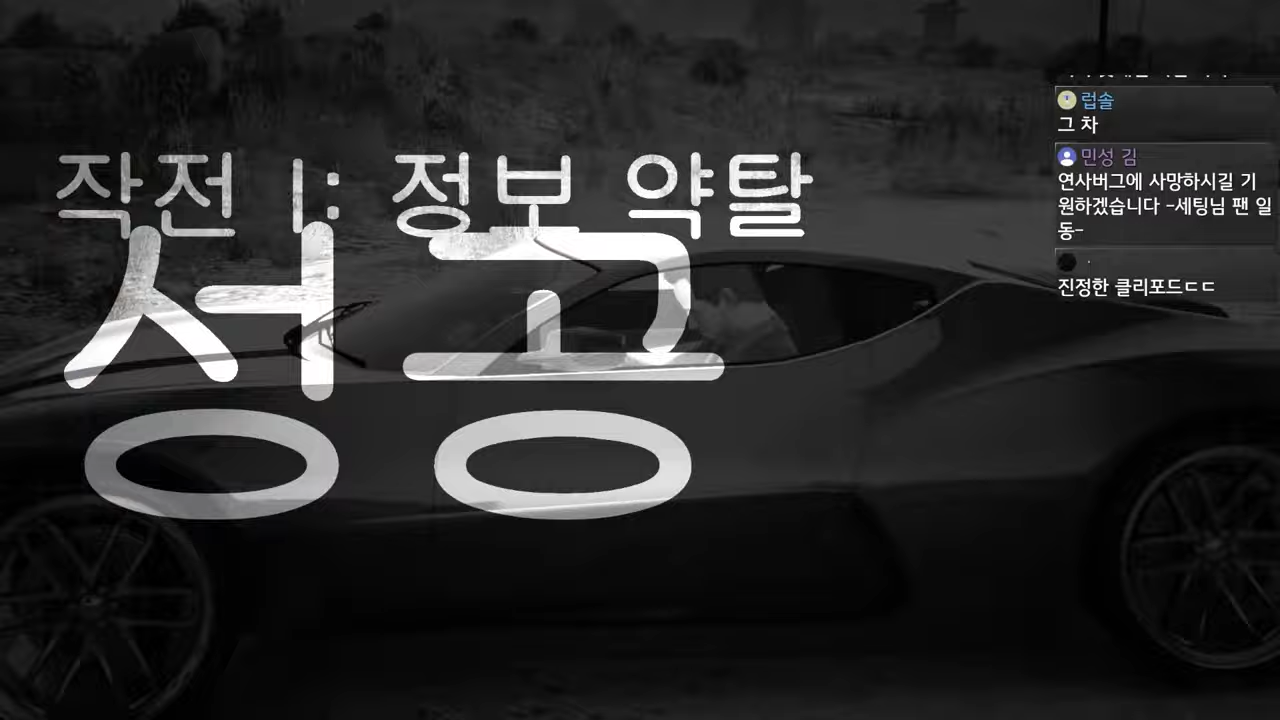 작전 1: 정보 약탈
성공
럽솔
그 차
민성 김
연사버그에 사망하시길 기
원하겠습니다 -세팅님 팬 일
동-
.
진정한 클리포드ㄷㄷ